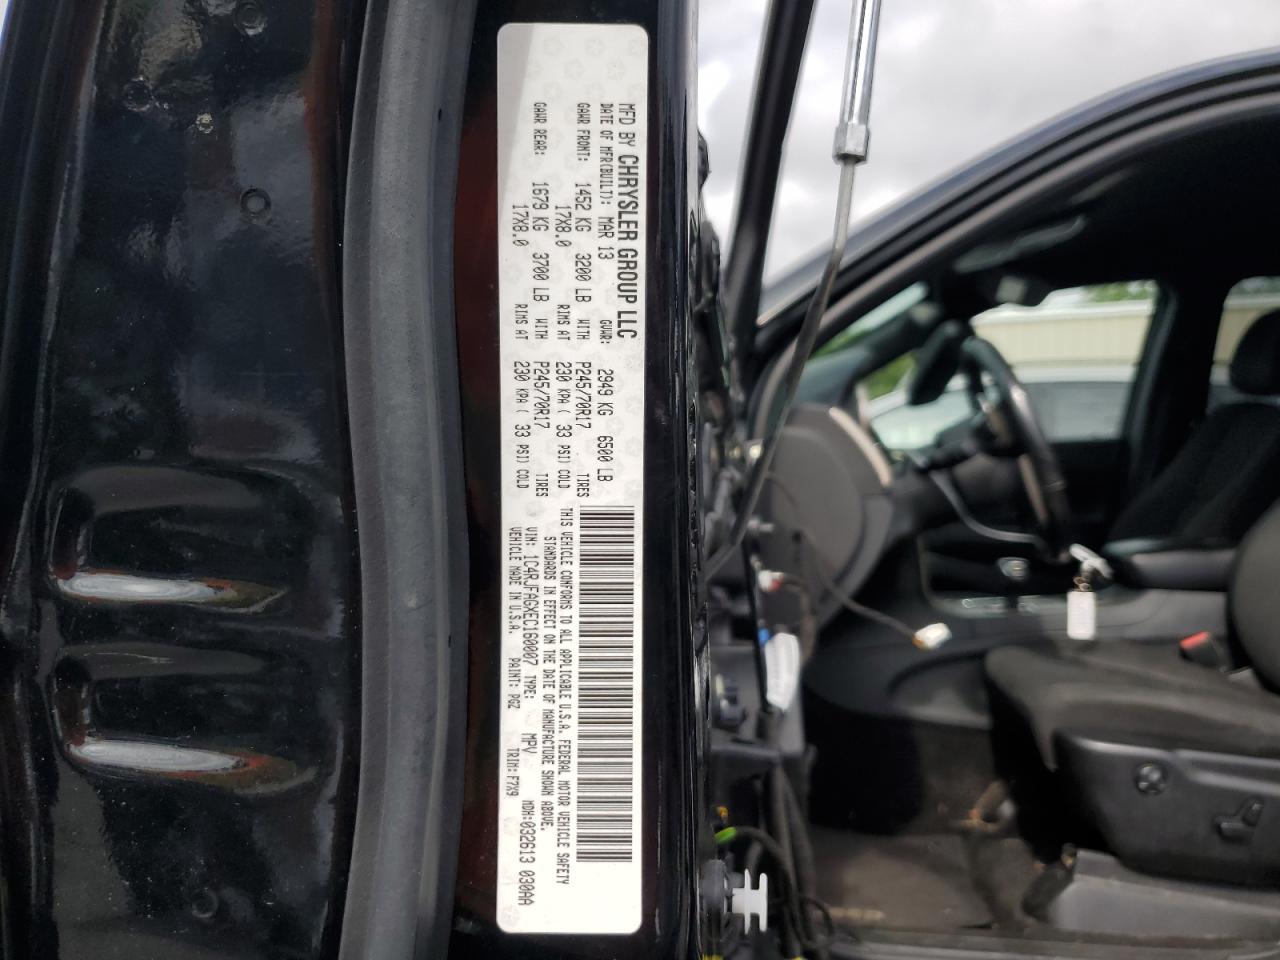 MFD BY CHRYSLER GROUP LLC
DATE OF MFR(BUILT): MAR 13 GVWR: 2949 KG 6500 LB
GAWR FRONT: 1452 KG 3200 LB WITH P245/70R17 TIRES
17X8.0 RIMS AT 230 KPA ( 33 PSI) COLD
GAWR REAR: 1679 KG 3700 LB WITH P245/70R17 TIRES
17X8.0 RIMS AT 230 KPA ( 33 PSI) COLD
THIS VEHICLE CONFORMS TO ALL APPLICABLE U.S.A. FEDERAL MOTOR VEHICLE SAFETY
STANDARDS IN EFFECT ON THE DATE OF MANUFACTURE SHOWN ABOVE.
VIN: 1C4RJFAGXEC160007 TYPE: MPV MDH:032613 030AA
VEHICLE MADE IN U.S.A. PAINT: PGZ TRIM:F7X9